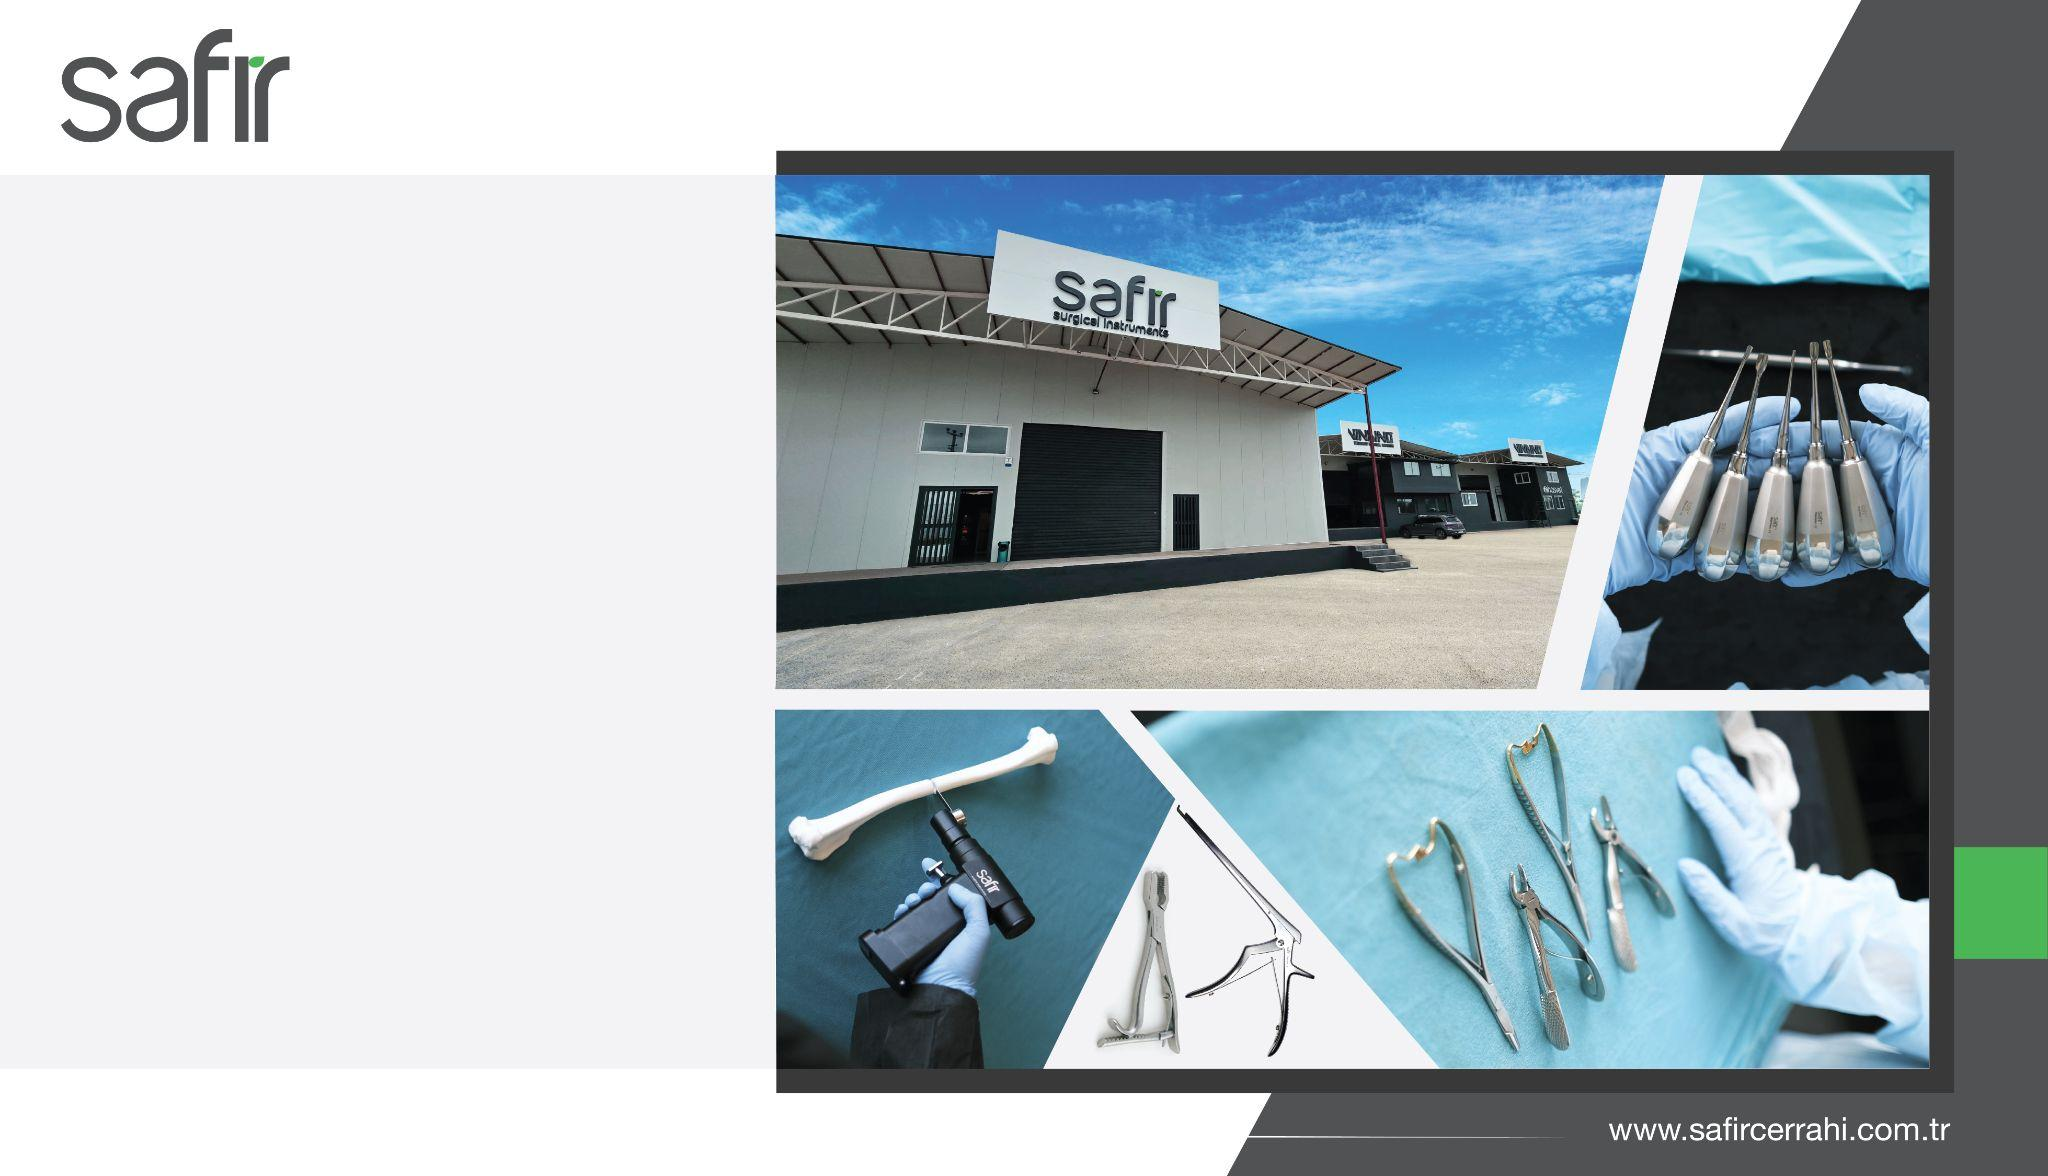 safir
safir
surgical instruments
safir
www.safircerrahi.com.tr